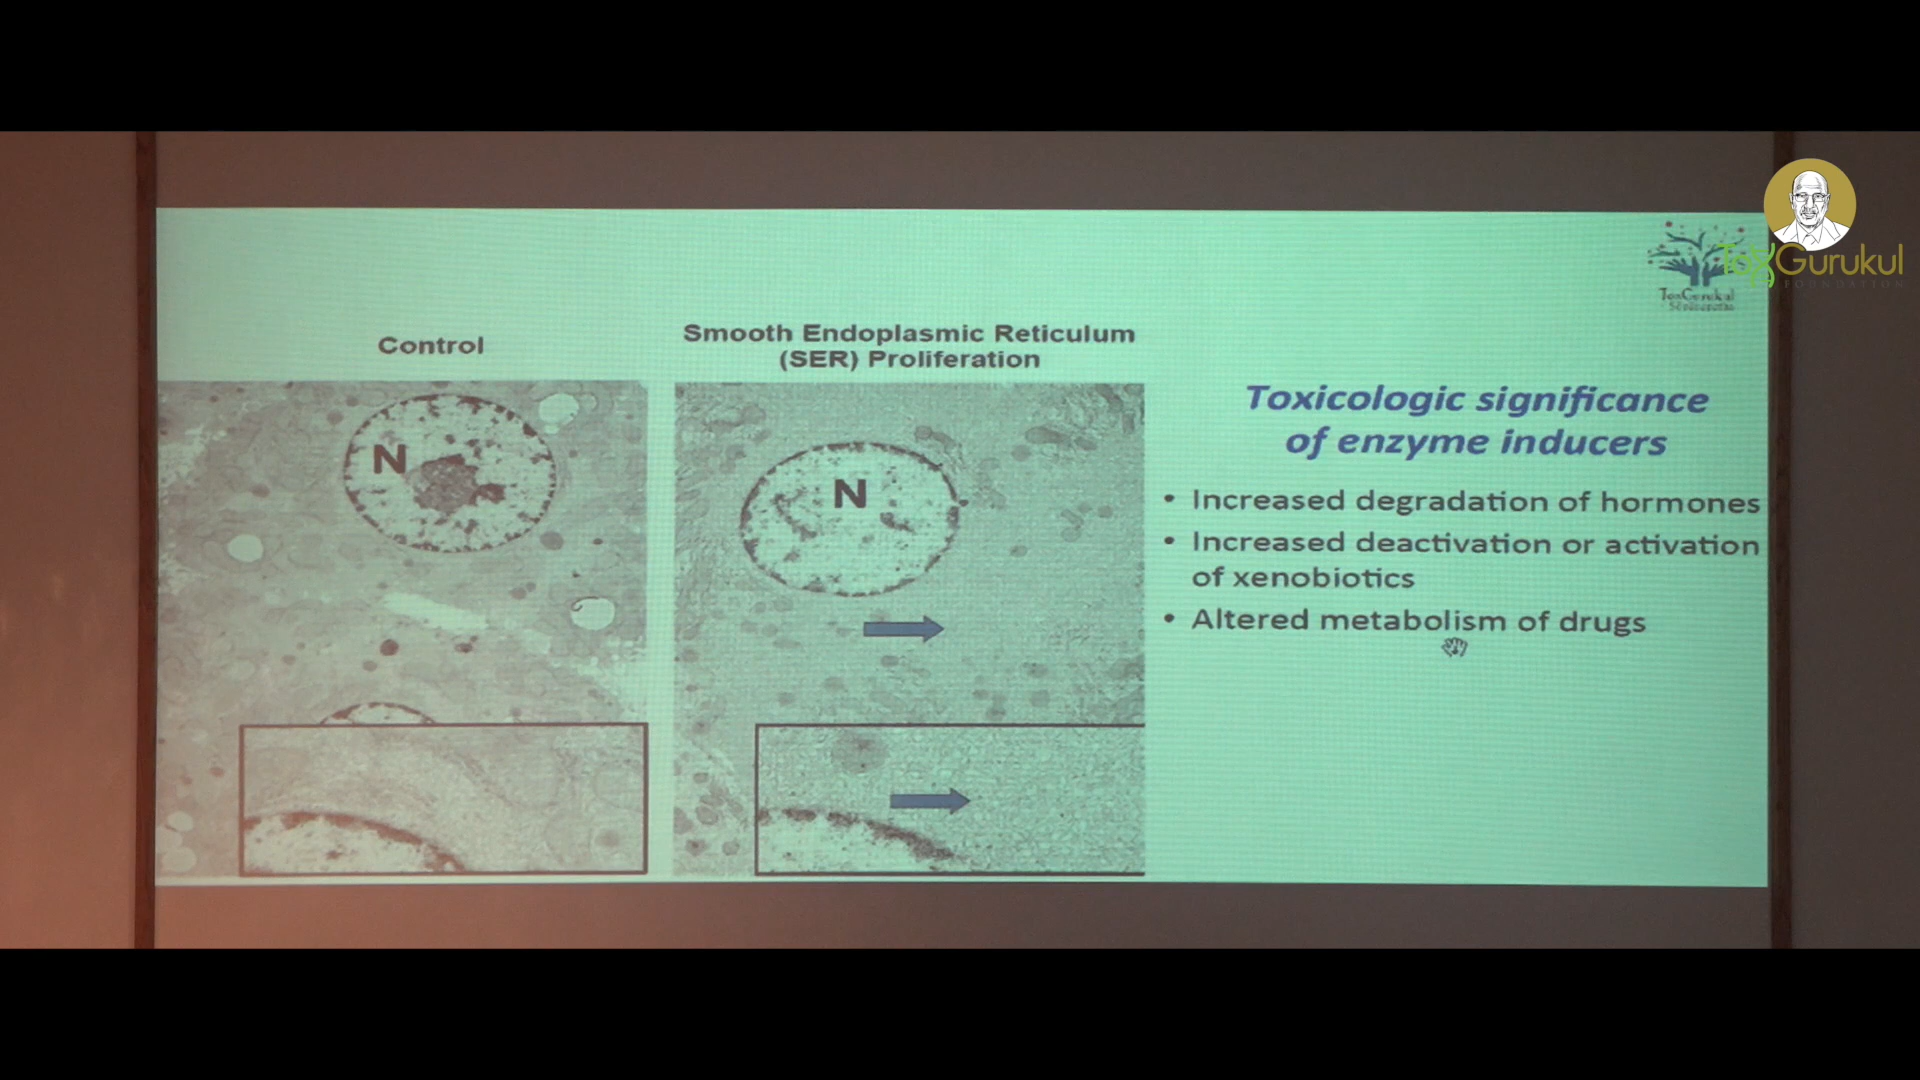 ToxGurukul
FOUNDATION
ToxGurukul
Control
Smooth Endoplasmic Reticulum
(SER) Proliferation
N
N
Toxicologic significance
of enzyme inducers
• Increased degradation of hormones
• Increased deactivation or activation
of xenobiotics
• Altered metabolism of drugs